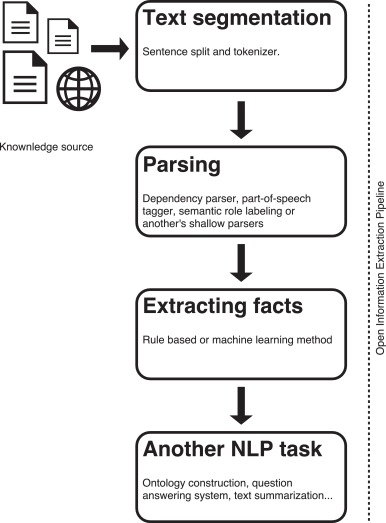 Text segmentation
Sentence split and tokenizer.
Knownledge source
Parsing
Dependency parser, part-of-speech
tagger, semantic role labeling or
another's shallow parsers
Extracting facts
Rule based or machine learning method
Another NLP task
Ontology construction, question
answering system, text summarization...
Open Information Extraction Pipeline